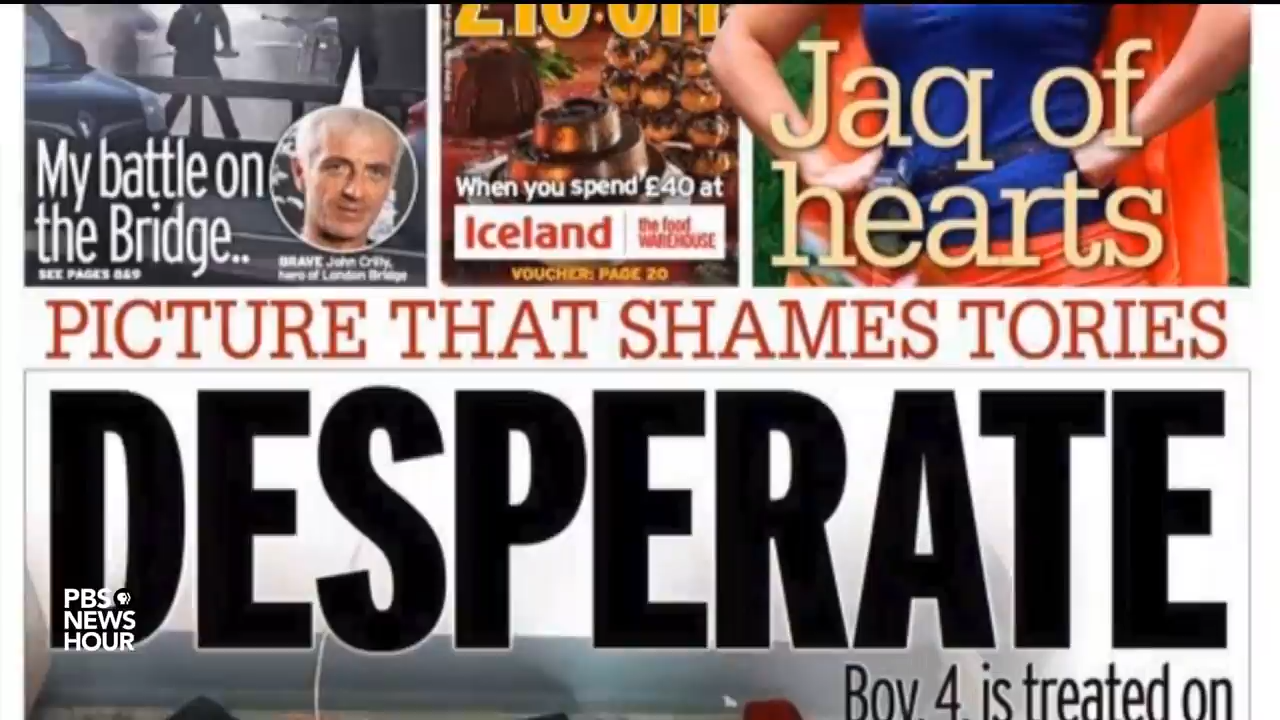 £10 off
My battle on
the Bridge..
SEE PAGES 8&9
BRAVE John Crilly,
hero of London Bridge
When you spend £40 at
Iceland
the food
WAREHOUSE
VOUCHER: PAGE 20
Jaq of
hearts
PICTURE THAT SHAMES TORIES
DESPERATE
PBS
NEWS
HOUR
Boy, 4, is treated on